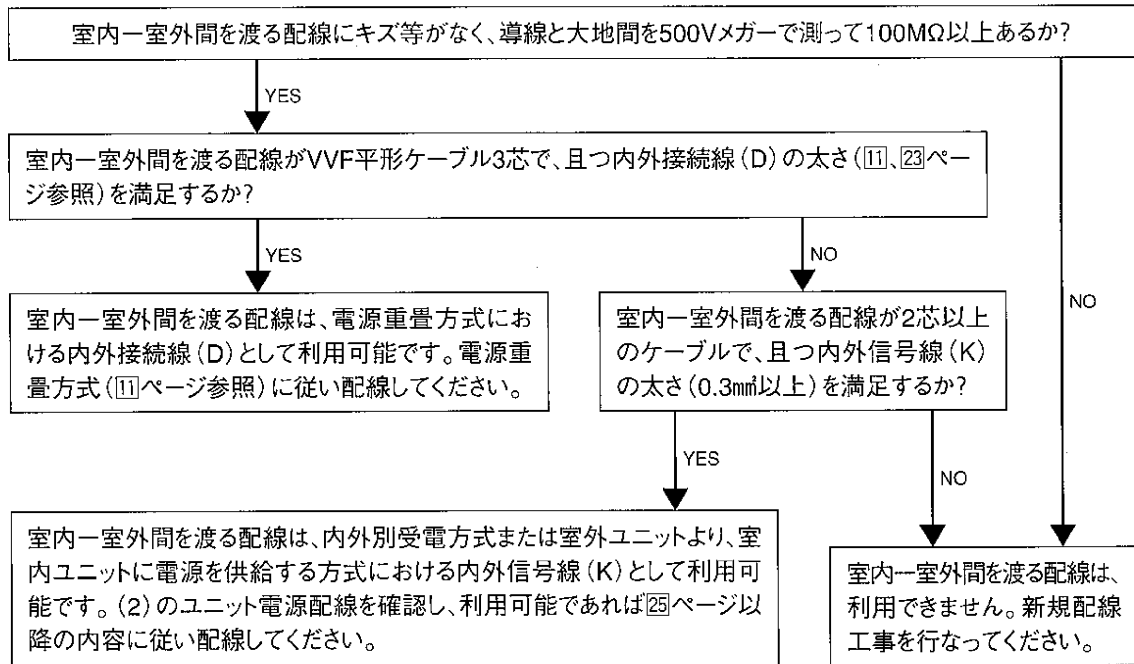 室内ー室外間を渡る配線にキズ等がなく、導線と大地間を500Vメガーで測って100MΩ以上あるか?
YES
室内ー室外間を渡る配線がVVF平形ケーブル3芯で、且つ内外接続線(D)の太さ(11、23ペー
ジ参照)を満足するか?
YES
NO
NO
室内ー室外間を渡る配線は、電源重畳方式にお
ける内外接続線(D)として利用可能です。電源重
畳方式(11ページ参照)に従い配線してください。
室内ー室外間を渡る配線が2芯以上
のケーブルで、且つ内外信号線(K)
の太さ(0.3㎟以上)を満足するか?
YES
NO
室内ー室外間を渡る配線は、内外別受電方式または室外ユニットより、室
内ユニットに電源を供給する方式における内外信号線(K)として利用可
能です。(2)のユニット電源配線を確認し、利用可能であれば25ページ以
降の内容に従い配線してください。
室内ー室外間を渡る配線は、
利用できません。新規配線
工事を行なってください。